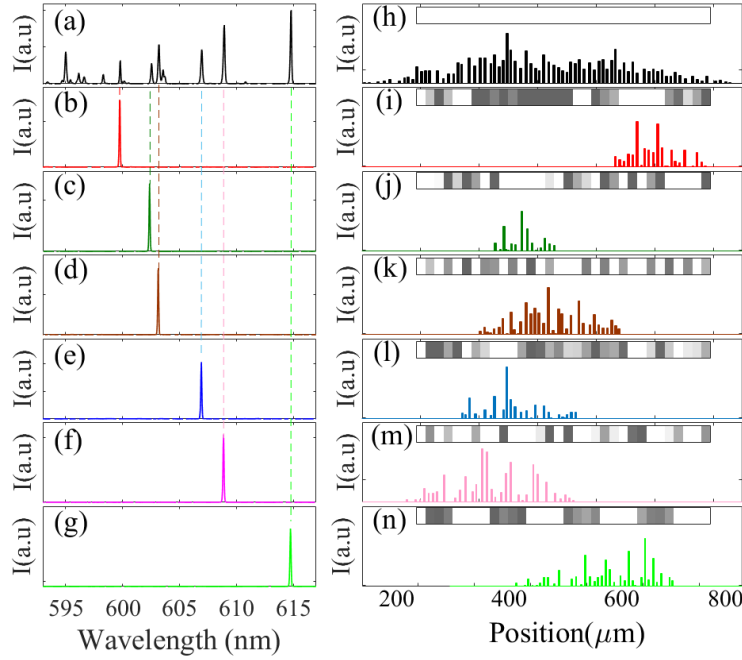 (a) I(a.u)
(h) I(a.u)
(b) I(a.u)
(i) I(a.u)
(c) I(a.u)
(j) I(a.u)
(d) I(a.u)
(k) I(a.u)
(e) I(a.u)
(l) I(a.u)
(f) I(a.u)
(m) I(a.u)
(g) I(a.u)
(n) I(a.u)
595 600 605 610 615
200 400 600 800
Wavelength (nm)
Position(μm)